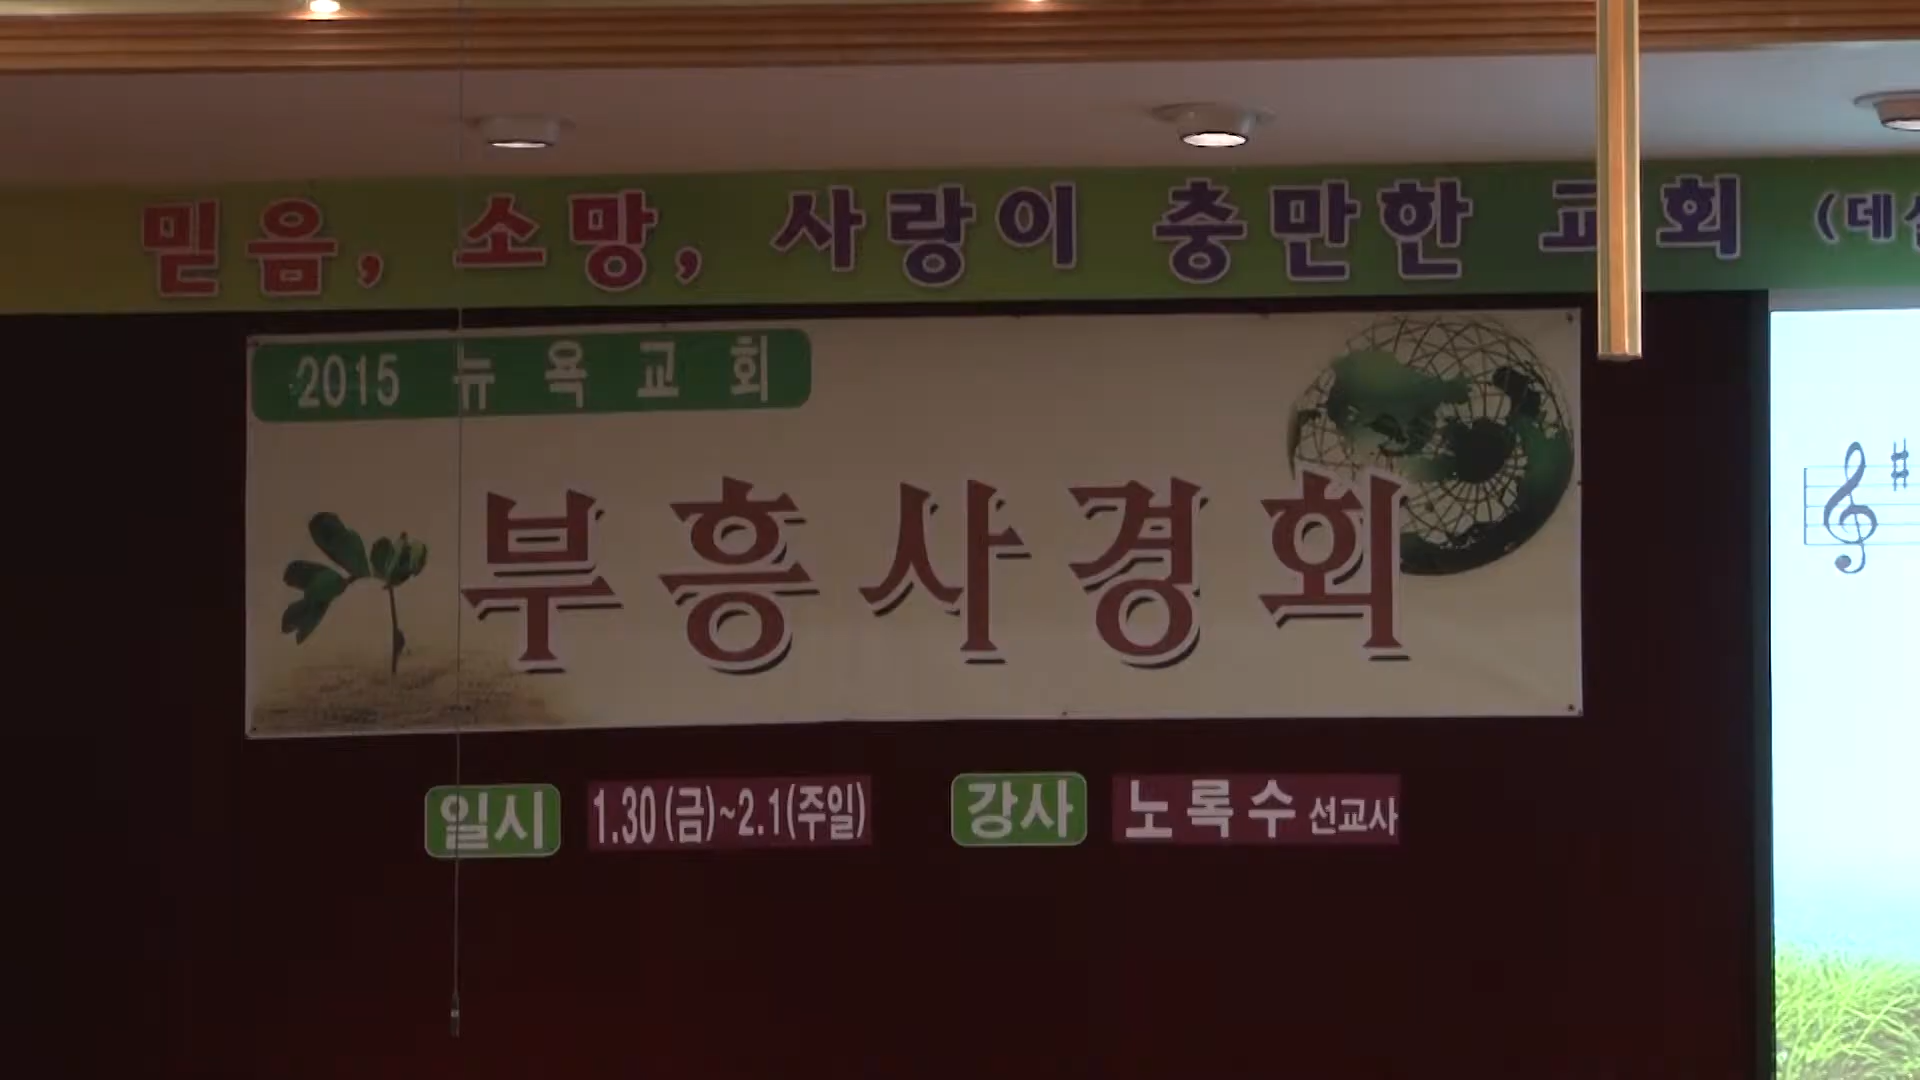 믿음, 소망, 사랑이 충만한 교회 (데살
2015 뉴욕교회
부흥사경회
일시 1.30(금)~2.1(주일) 강사 노록수 선교사